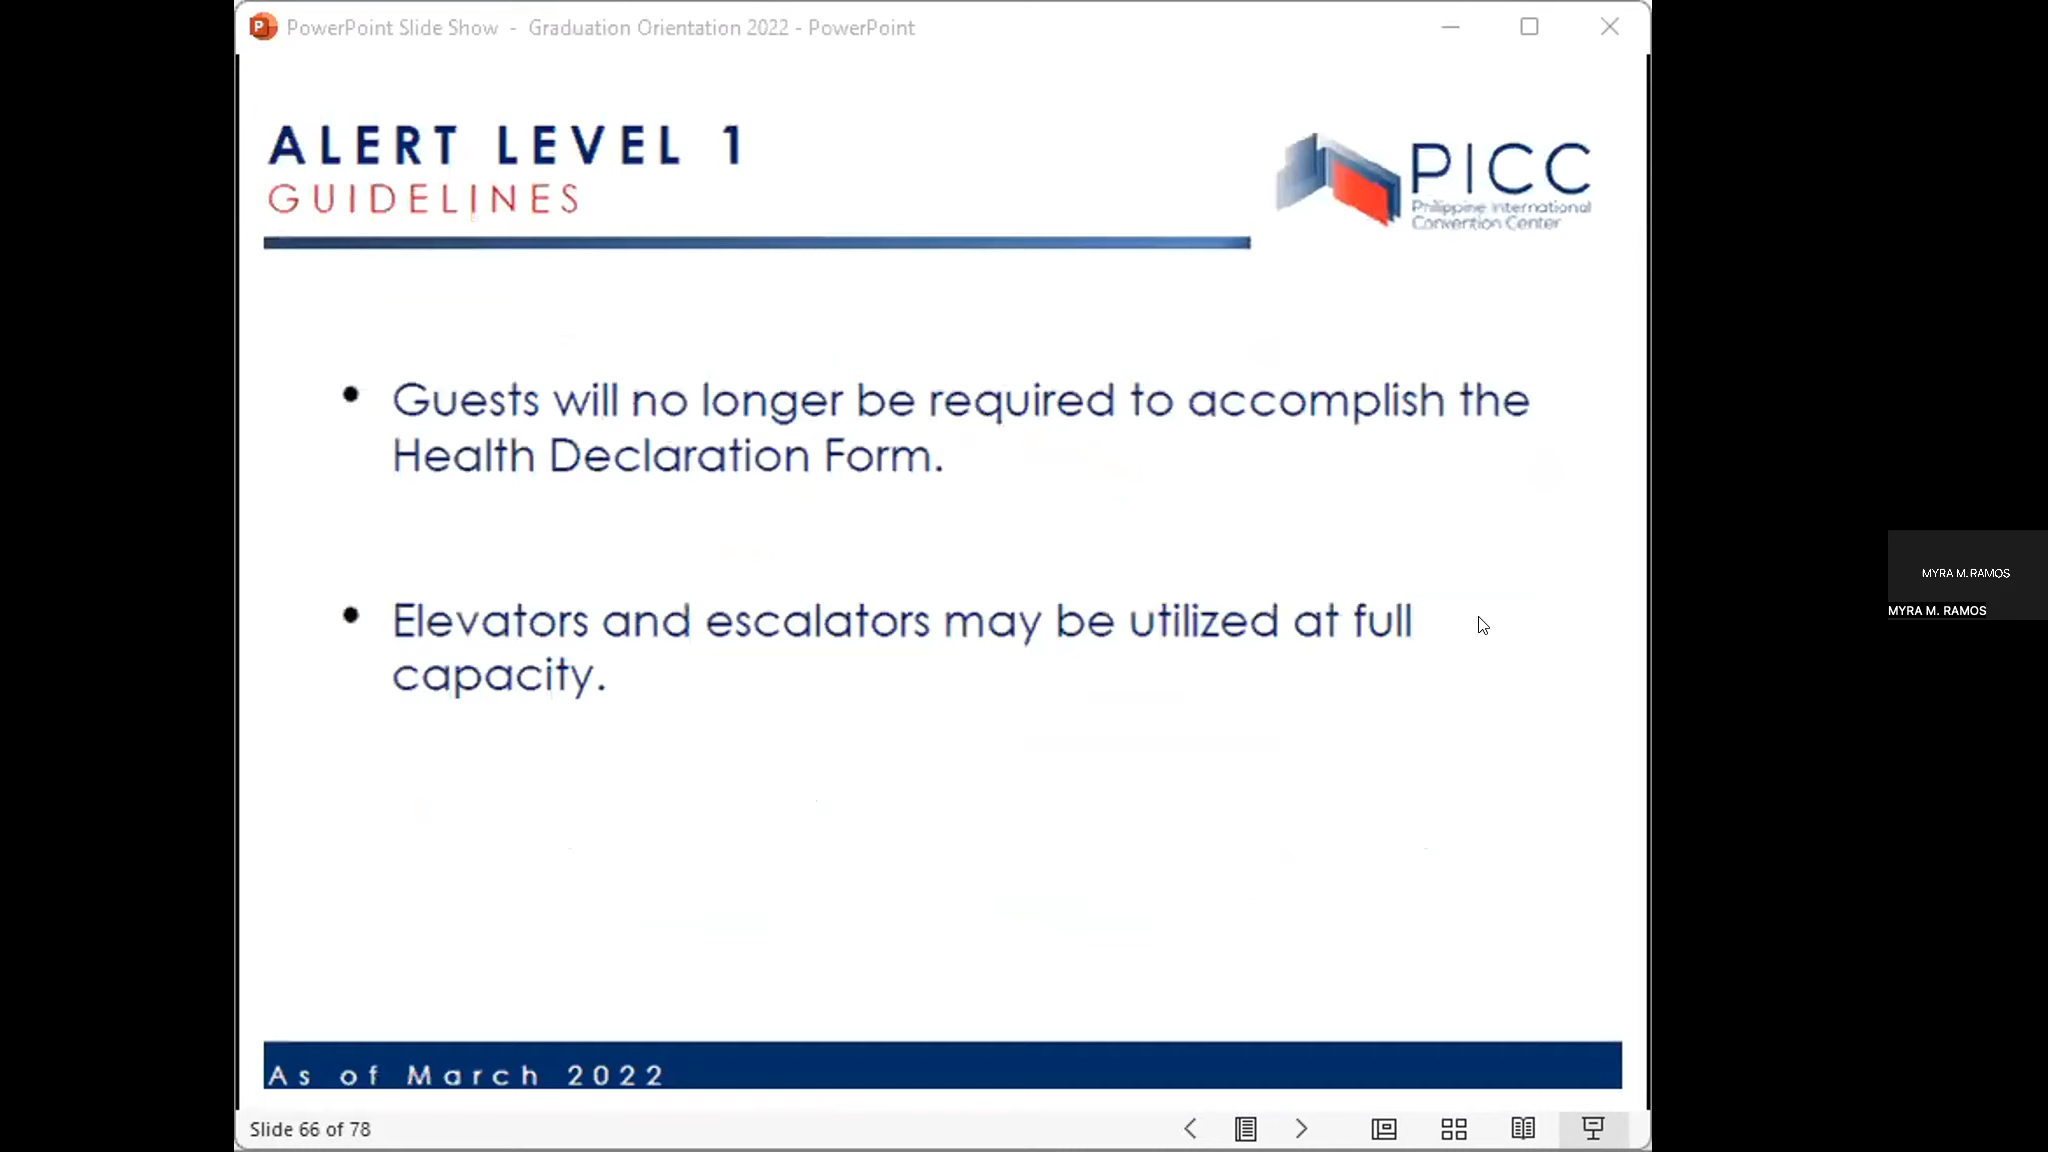 PowerPoint Slide Show - Graduation Orientation 2022 - PowerPoint
ALERT LEVEL 1
GUIDELINES
PICC
Philippine International
Convention Center
• Guests will no longer be required to accomplish the
Health Declaration Form.
• Elevators and escalators may be utilized at full
capacity.
MYRA M. RAMOS
MYRA M. RAMOS
As of March 2022
Slide 66 of 78